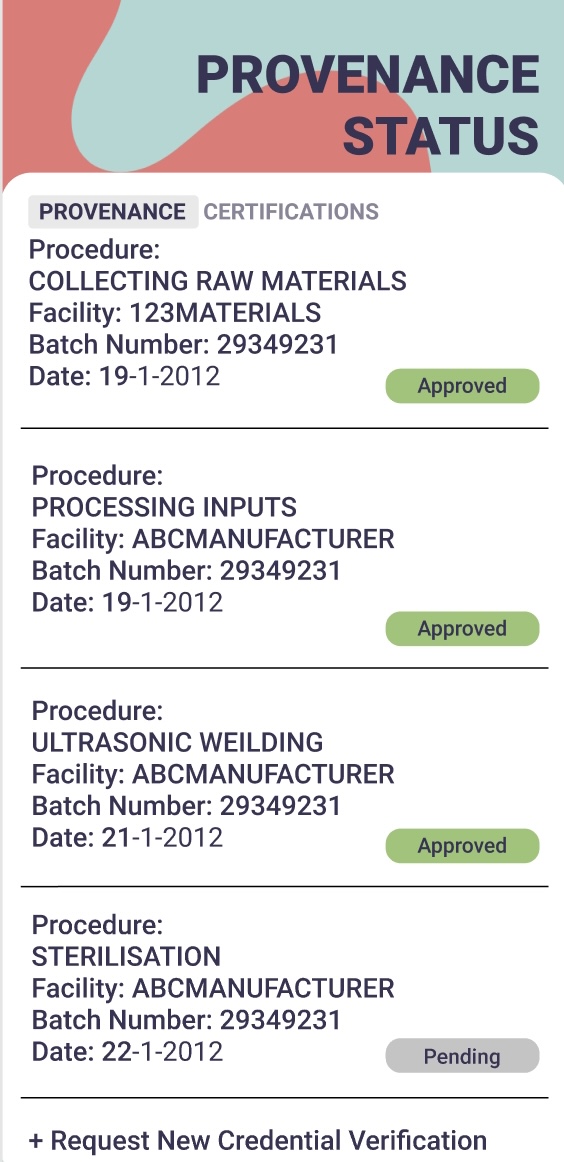 PROVENANCE
STATUS
PROVENANCE CERTIFICATIONS
Procedure:
COLLECTING RAW MATERIALS
Facility: 123MATERIALS
Batch Number: 29349231
Date: 19-1-2012
Approved
Procedure:
PROCESSING INPUTS
Facility: ABCMANUFACTURER
Batch Number: 29349231
Date: 19-1-2012
Approved
Procedure:
ULTRASONIC WEILDING
Facility: ABCMANUFACTURER
Batch Number: 29349231
Date: 21-1-2012
Approved
Procedure:
STERILISATION
Facility: ABCMANUFACTURER
Batch Number: 29349231
Date: 22-1-2012
Pending
+ Request New Credential Verification